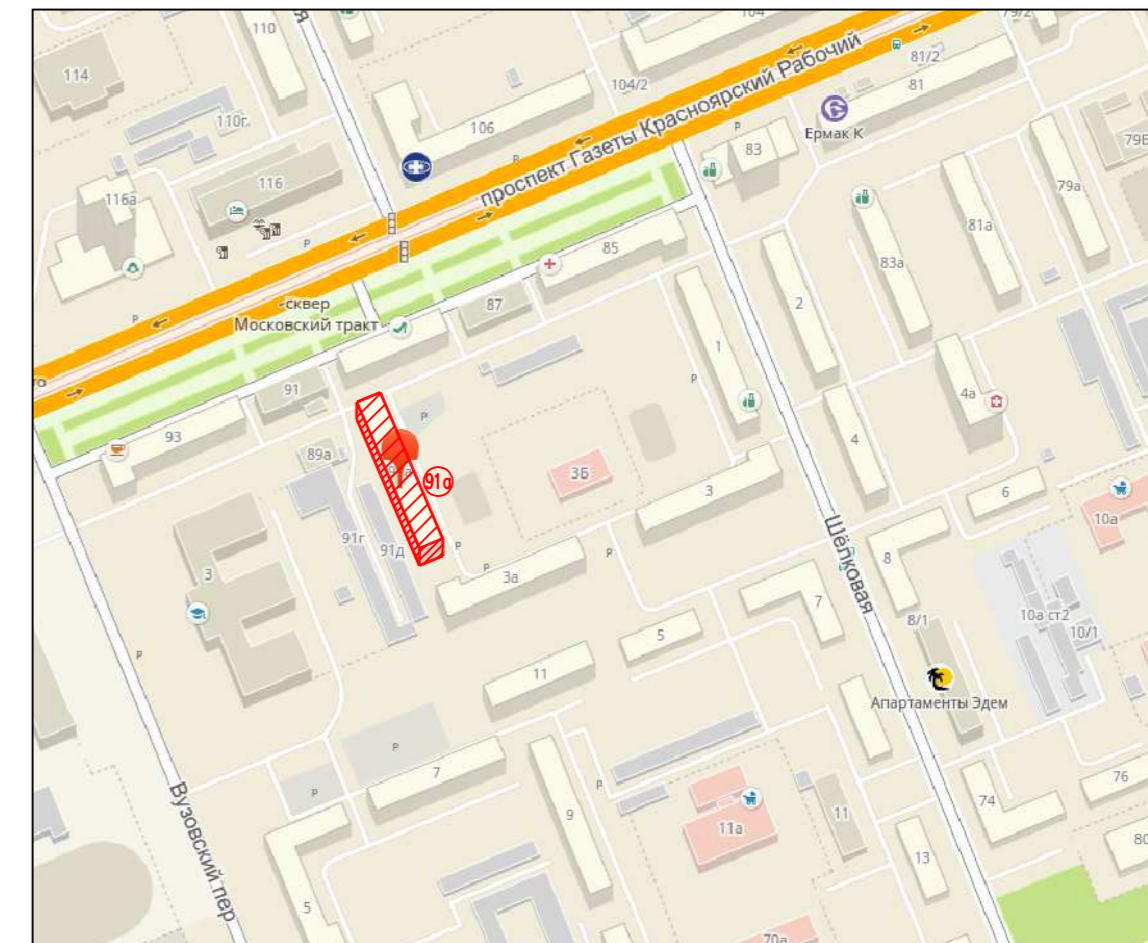 110
104
79/2
114
104/2
81/2
81
проспект Газеты Красноярский Рабочий
110г
106
P
P
Ермак К
83
79Б
116
116а
79а
81а
P
85
83а
сквер
Московский тракт
87
2
P
1
P
91
P
4а
93
89а
91а
4
3Б
3
6
10а
91г
91д
P
P
P
3а
8
Шёлковая
3
7
8/1
10а ст2
10/1
5
P
11
Апартаменты Эдем
P
7
P
P
76
74
Вузовский пер
9
11а
11
80
13
5
70а